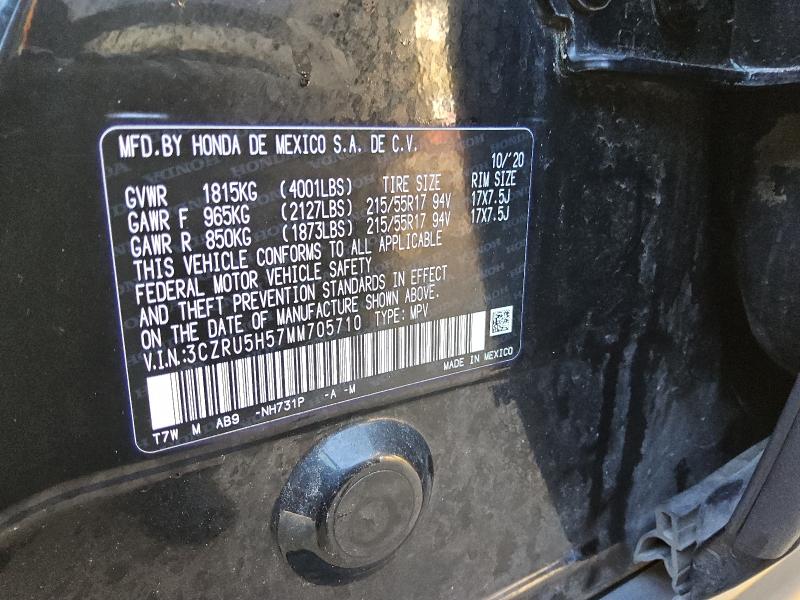 MFD.BY HONDA DE MEXICO S.A. DE C.V.
10/'20
GVWR 1815KG (4001LBS) TIRE SIZE RIM SIZE
GAWR F 965KG (2127LBS) 215/55R17 94V 17X7.5J
GAWR R 850KG (1873LBS) 215/55R17 94V 17X7.5J
THIS VEHICLE CONFORMS TO ALL APPLICABLE
FEDERAL MOTOR VEHICLE SAFETY
AND THEFT PREVENTION STANDARDS IN EFFECT
ON THE DATE OF MANUFACTURE SHOWN ABOVE.
V.I.N:3CZRU5H57MM705710 TYPE: MPV
MADE IN MEXICO
T7W M AB9 -NH731P -A -M